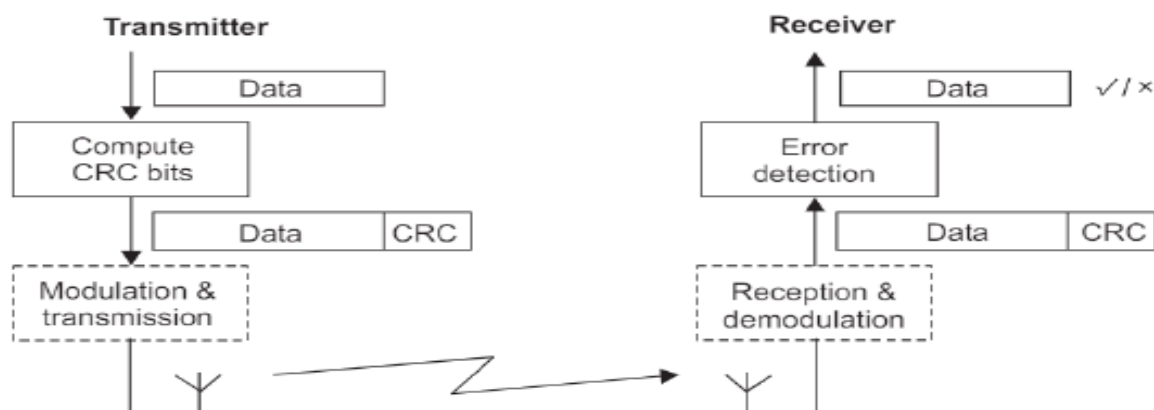 Transmitter
Data
Compute
CRC bits
Data CRC
Modulation &
transmission
Receiver
Data ✓/×
Error
detection
Data CRC
Reception &
demodulation